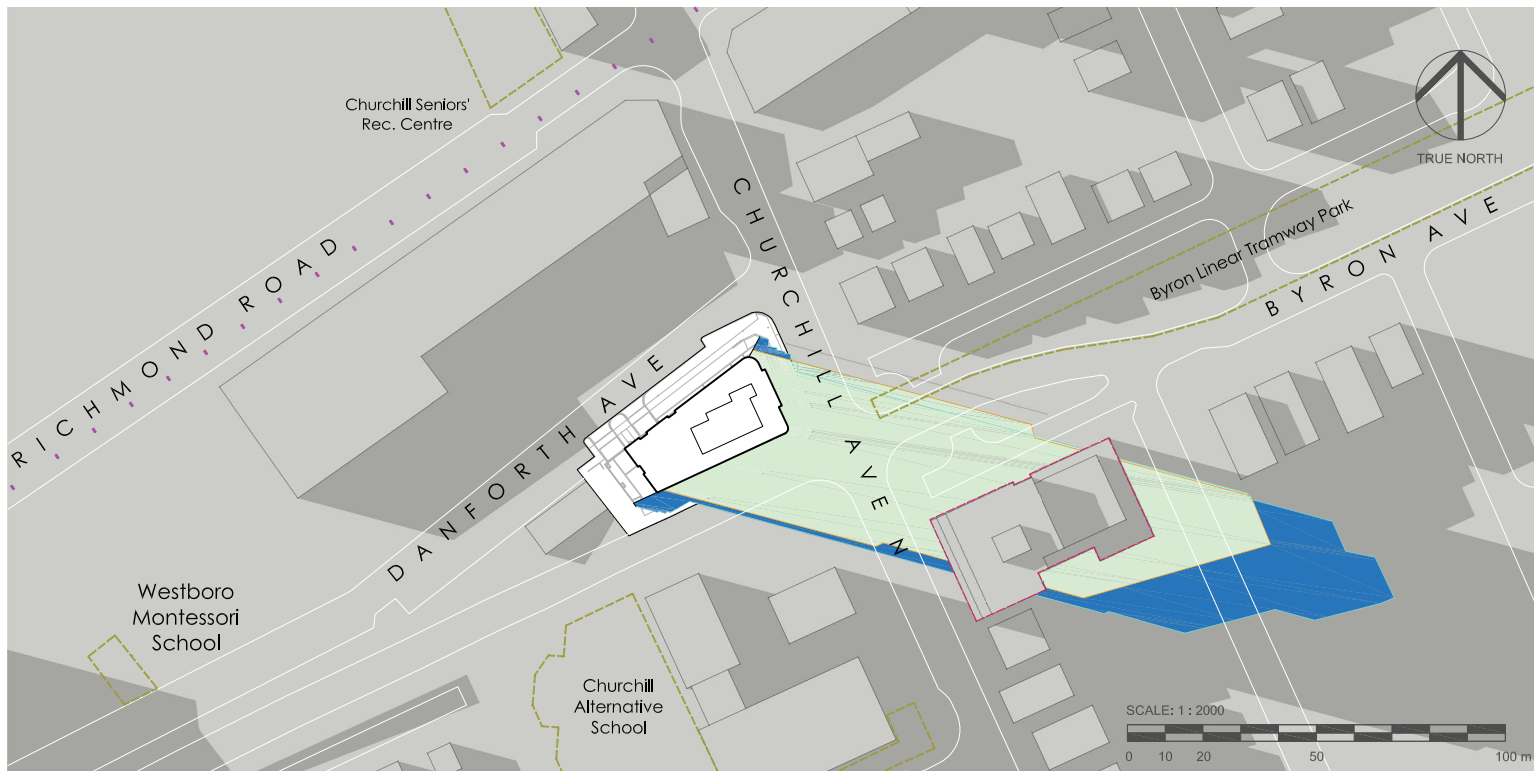 Churchill Seniors'
Rec. Centre
TRUE NORTH
CHURCHILL AVEN
RICHMOND ROAD
Byron Linear Tramway Park
BYRON AVE
DANFORTH AVE
Westboro
Montessori
School
Churchill
Alternative
School
SCALE: 1 : 2000
0 10 20 50 100 m